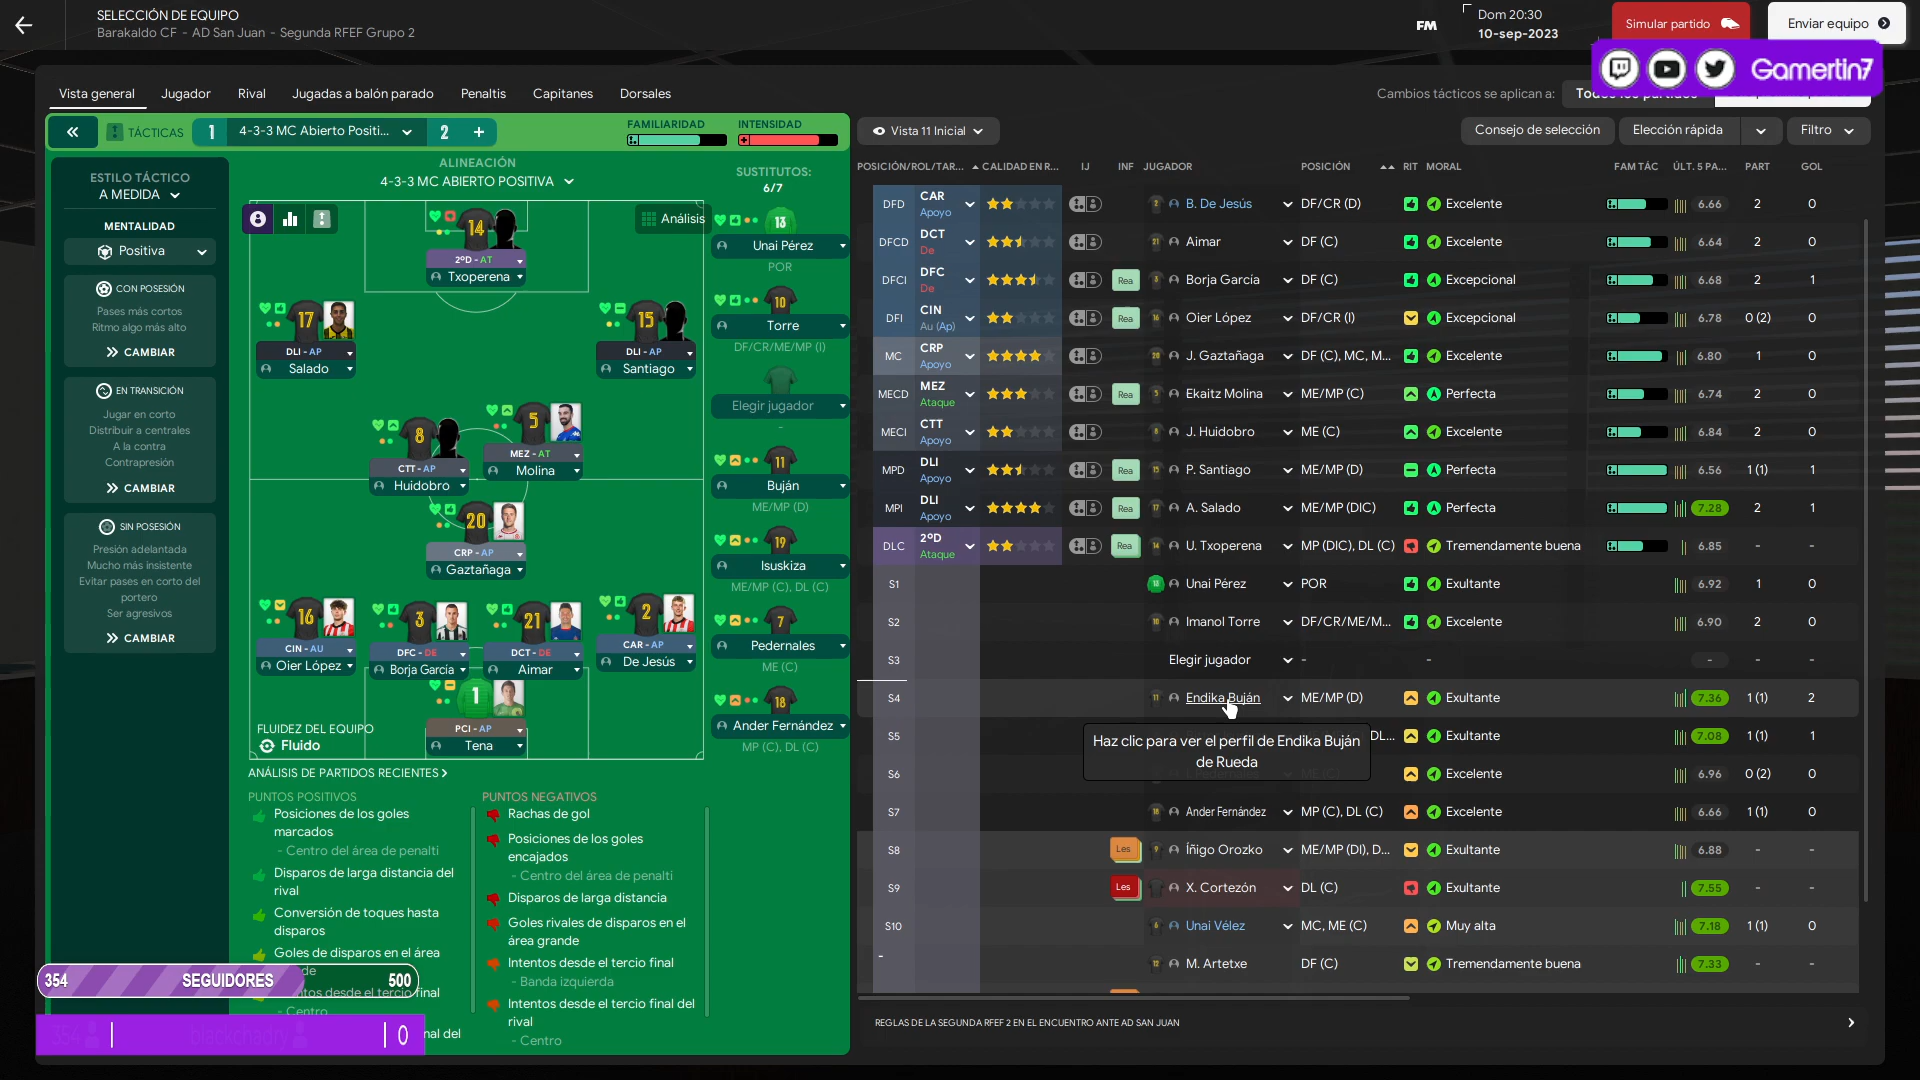 SELECCIÓN DE EQUIPO
Barakaldo CF - AD San Juan - Segunda RFEF Grupo 2
FM
Dom 20:30
10-sep-2023
Simular partido
Enviar equipo
Gamertin7
Vista general
Jugador
Rival
Jugadas a balón parado
Penaltis
Capitanes
Dorsales
Cambios tácticos se aplican a:
TÁCTICAS
1
4-3-3 MC Abierto Positi...
2
+
FAMILIARIDAD
INTENSIDAD
Vista 11 Inicial
Consejo de selección
Elección rápida
Filtro
ESTILO TÁCTICO
A MEDIDA
MENTALIDAD
Positiva
CON POSESIÓN
Pases más cortos
Ritmo algo más alto
CAMBIAR
EN TRANSICIÓN
Jugar en corto
Distribuir a centrales
A la contra
Contrapresión
CAMBIAR
SIN POSESIÓN
Presión adelantada
Mucho más insistente
Evitar pases en corto del
portero
Ser agresivos
CAMBIAR
ALINEACIÓN
4-3-3 MC ABIERTO POSITIVA
Análisis
14
2ºD - AT
Txoperena
17
DLI - AP
Salado
15
DLI - AP
Santiago
8
CTT - AP
Huidobro
5
MEZ - AT
Molina
20
CRP - AP
Gaztañaga
16
CIN - AU
Oier López
3
DFC - DE
Borja García
21
DCT - DE
Aimar
2
CAR - AP
De Jesús
1
PCI - AP
Tena
FLUIDEZ DEL EQUIPO
Fluido
SUSTITUTOS:
6/7
13
Unai Pérez
POR
10
Torre
DF/CR/ME/MP (I)
Elegir jugador
-
11
Buján
ME/MP (D)
19
Isuskiza
ME/MP (C), DL (C)
7
Pedernales
ME (C)
18
Ander Fernández
MP (C), DL (C)
ANÁLISIS DE PARTIDOS RECIENTES
PUNTOS POSITIVOS
Posiciones de los goles
marcados
- Centro del área de penalti
Disparos de larga distancia del
rival
Conversión de toques hasta
disparos
Goles de disparos en el área
final
- Centro
nal del
PUNTOS NEGATIVOS
Rachas de gol
Posiciones de los goles
encajados
- Centro del área de penalti
Disparos de larga distancia
Goles rivales de disparos en el
área grande
Intentos desde el tercio final
- Banda izquierda
Intentos desde el tercio final del
rival
- Centro
354 SEGUIDORES 500
0
POSICIÓN/ROL/TAR... CALIDAD EN R... IJ INF JUGADOR POSICIÓN RIT MORAL FAM TÁC ÚLT. 5 PA... PART GOL
DFD CAR Apoyo B. De Jesús DF/CR (D) Excelente 6.66 2 0
DFCD DCT De Aimar DF (C) Excelente 6.64 2 0
DFCI DFC De Rea Borja García DF (C) Excepcional 6.68 2 1
DFI CIN Au (Ap) Rea Oier López DF/CR (I) Excepcional 6.78 0 (2) 0
MC CRP Apoyo J. Gaztañaga DF (C), MC, M... Excelente 6.80 1 0
MECD MEZ Ataque Rea Ekaitz Molina ME/MP (C) Perfecta 6.74 2 0
MECI CTT Apoyo J. Huidobro ME (C) Excelente 6.84 2 0
MPD DLI Apoyo Rea P. Santiago ME/MP (D) Perfecta 6.56 1 (1) 1
MPI DLI Apoyo Rea A. Salado ME/MP (DIC) Perfecta 7.28 2 1
DLC 2ºD Ataque Rea U. Txoperena MP (DIC), DL (C) Tremendamente buena 6.85 - -
S1 Unai Pérez POR Exultante 6.92 1 0
S2 Imanol Torre DF/CR/ME/M... Excelente 6.90 2 0
S3 Elegir jugador - - - - -
S4 Endika Buján ME/MP (D) Exultante 7.36 1 (1) 2
S5 DL... Exultante 7.08 1 (1) 1
Haz clic para ver el perfil de Endika Buján
de Rueda
S6 Excelente 6.96 0 (2) 0
S7 Ander Fernández MP (C), DL (C) Excelente 6.66 1 (1) 0
S8 Les Íñigo Orozko ME/MP (DI), D... Exultante 6.88 - -
S9 Les X. Cortezón DL (C) Exultante 7.55 - -
S10 Unai Vélez MC, ME (C) Muy alta 7.18 1 (1) 0
- M. Artetxe DF (C) Tremendamente buena 7.33 - -
REGLAS DE LA SEGUNDA RFEF 2 EN EL ENCUENTRO ANTE AD SAN JUAN